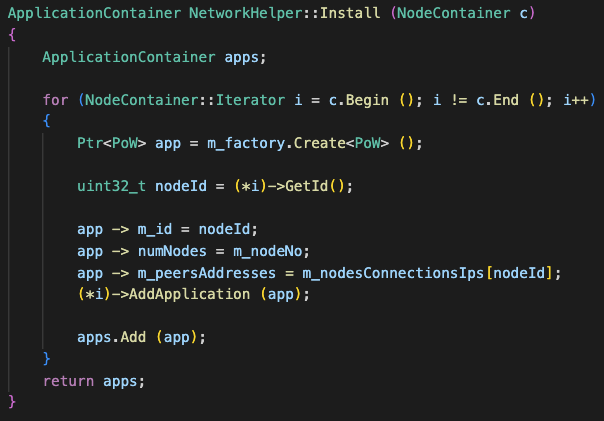 ApplicationContainer NetworkHelper::Install (NodeContainer c)
{
    ApplicationContainer apps;

    for (NodeContainer::Iterator i = c.Begin (); i != c.End (); i++)
    {
        Ptr<PoW> app = m_factory.Create<PoW> ();

        uint32_t nodeId = (*i)->GetId();

        app -> m_id = nodeId;
        app -> numNodes = m_nodeNo;
        app -> m_peersAddresses = m_nodesConnectionsIps[nodeId];
        (*i)->AddApplication (app);

        apps.Add (app);
    }
    return apps;
}